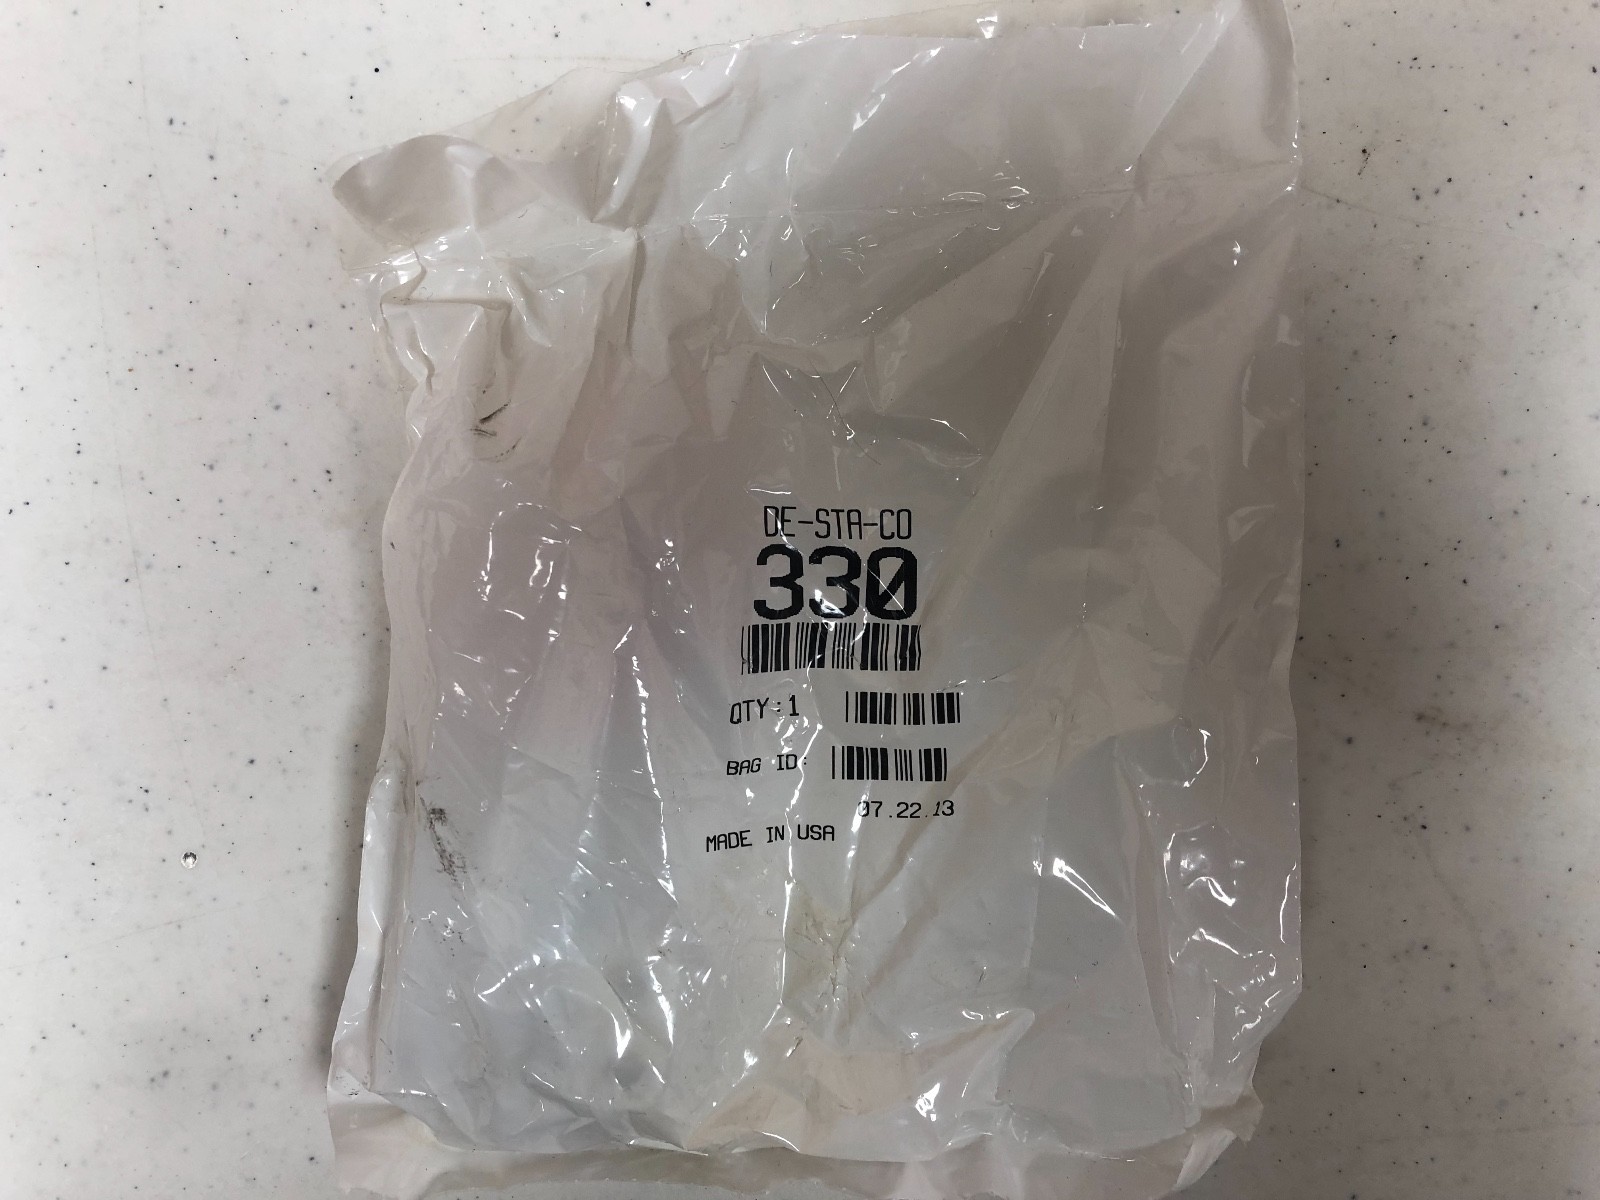 DE-STA-CO
330
QTY:1
BAG ID:
07.22.13
MADE IN USA